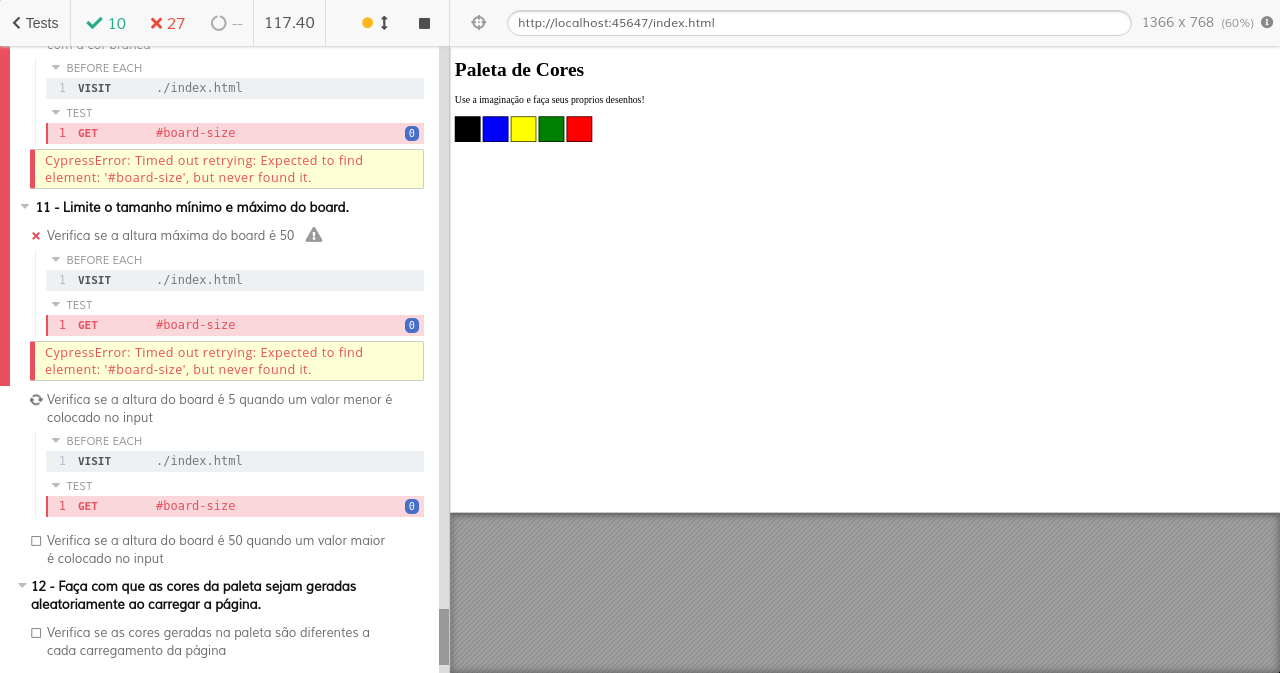 Tests 10 27 -- 117.40 http://localhost:45647/index.html 1366 x 768 (60%)
com a cor branca
BEFORE EACH
1 VISIT ./index.html
TEST
1 GET #board-size 0
CypressError: Timed out retrying: Expected to find
element: '#board-size', but never found it.
11 - Limite o tamanho mínimo e máximo do board.
Verifica se a altura máxima do board é 50
BEFORE EACH
1 VISIT ./index.html
TEST
1 GET #board-size 0
CypressError: Timed out retrying: Expected to find
element: '#board-size', but never found it.
Verifica se a altura do board é 5 quando um valor menor é
colocado no input
BEFORE EACH
1 VISIT ./index.html
TEST
1 GET #board-size 0
Verifica se a altura do board é 50 quando um valor maior
é colocado no input
12 - Faça com que as cores da paleta sejam geradas
aleatoriamente ao carregar a página.
Verifica se as cores geradas na paleta são diferentes a
cada carregamento da página
Paleta de Cores
Use a imaginação e faça seus proprios desenhos!